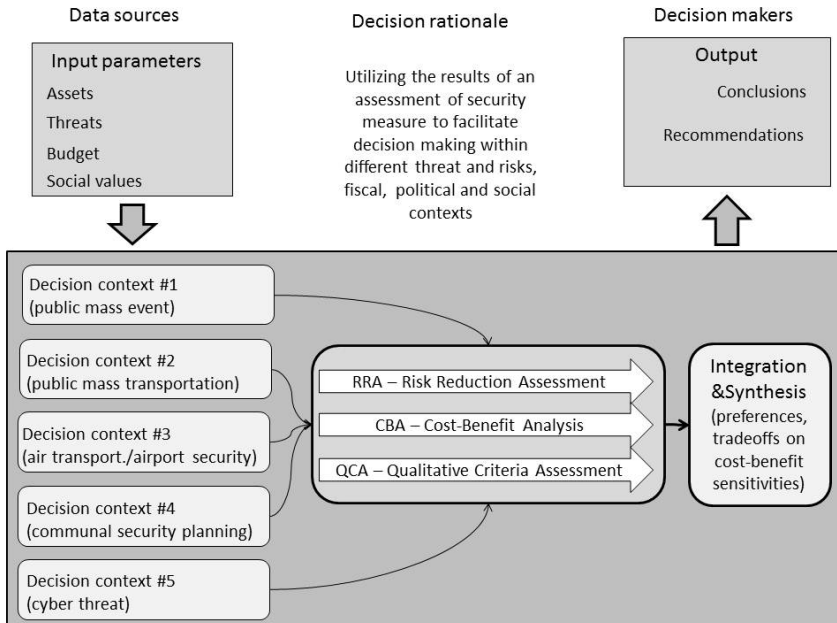 Data sources
Decision rationale
Decision makers
Input parameters
Assets
Threats
Budget
Social values
Utilizing the results of an
assessment of security
measure to facilitate
decision making within
different threat and risks,
fiscal, political and social
contexts
Output
Conclusions
Recommendations
Decision context #1
(public mass event)
Decision context #2
(public mass transportation)
Decision context #3
(air transport./airport security)
Decision context #4
(communal security planning)
Decision context #5
(cyber threat)
RRA – Risk Reduction Assessment
CBA – Cost-Benefit Analysis
QCA – Qualitative Criteria Assessment
Integration
&Synthesis
(preferences,
tradeoffs on
cost-benefit
sensitivities)